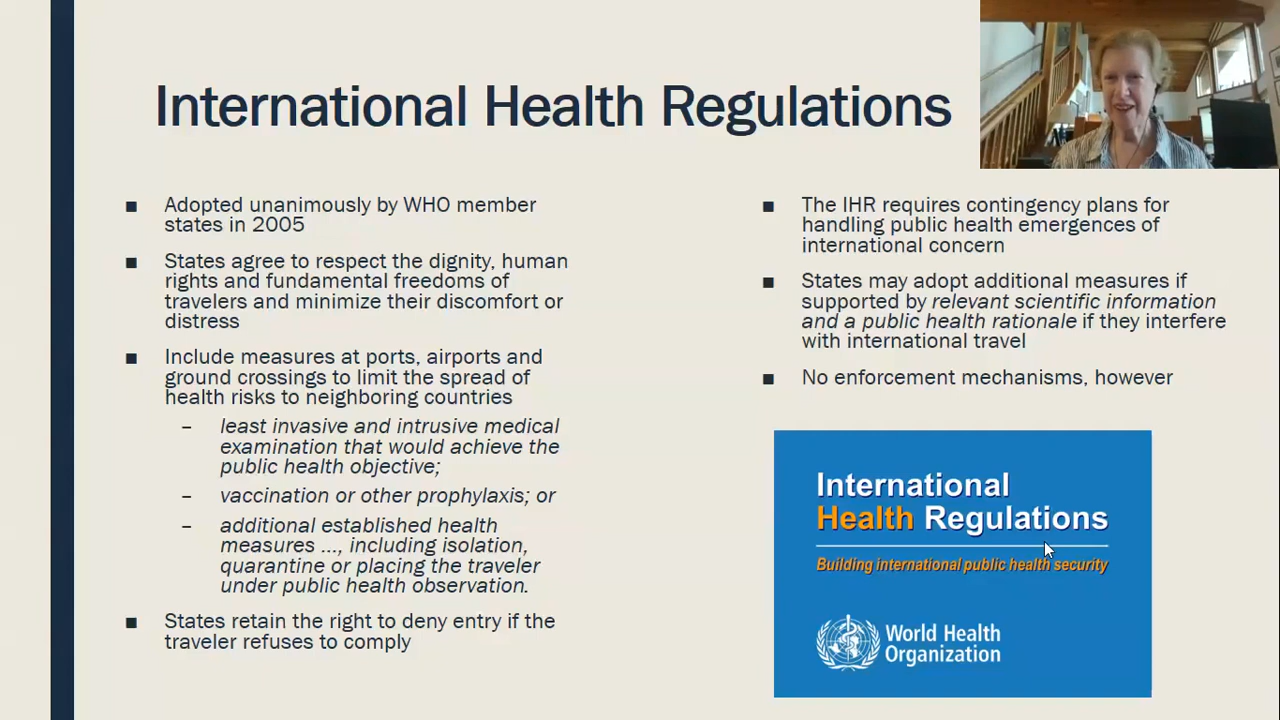 International Health Regulations
■ Adopted unanimously by WHO member
states in 2005
■ States agree to respect the dignity, human
rights and fundamental freedoms of
travelers and minimize their discomfort or
distress
■ Include measures at ports, airports and
ground crossings to limit the spread of
health risks to neighboring countries
– least invasive and intrusive medical
examination that would achieve the
public health objective;
– vaccination or other prophylaxis; or
– additional established health
measures ..., including isolation,
quarantine or placing the traveler
under public health observation.
■ States retain the right to deny entry if the
traveler refuses to comply
■ The IHR requires contingency plans for
handling public health emergences of
international concern
■ States may adopt additional measures if
supported by relevant scientific information
and a public health rationale if they interfere
with international travel
■ No enforcement mechanisms, however
International
Health Regulations
Building international public health security
World Health
Organization